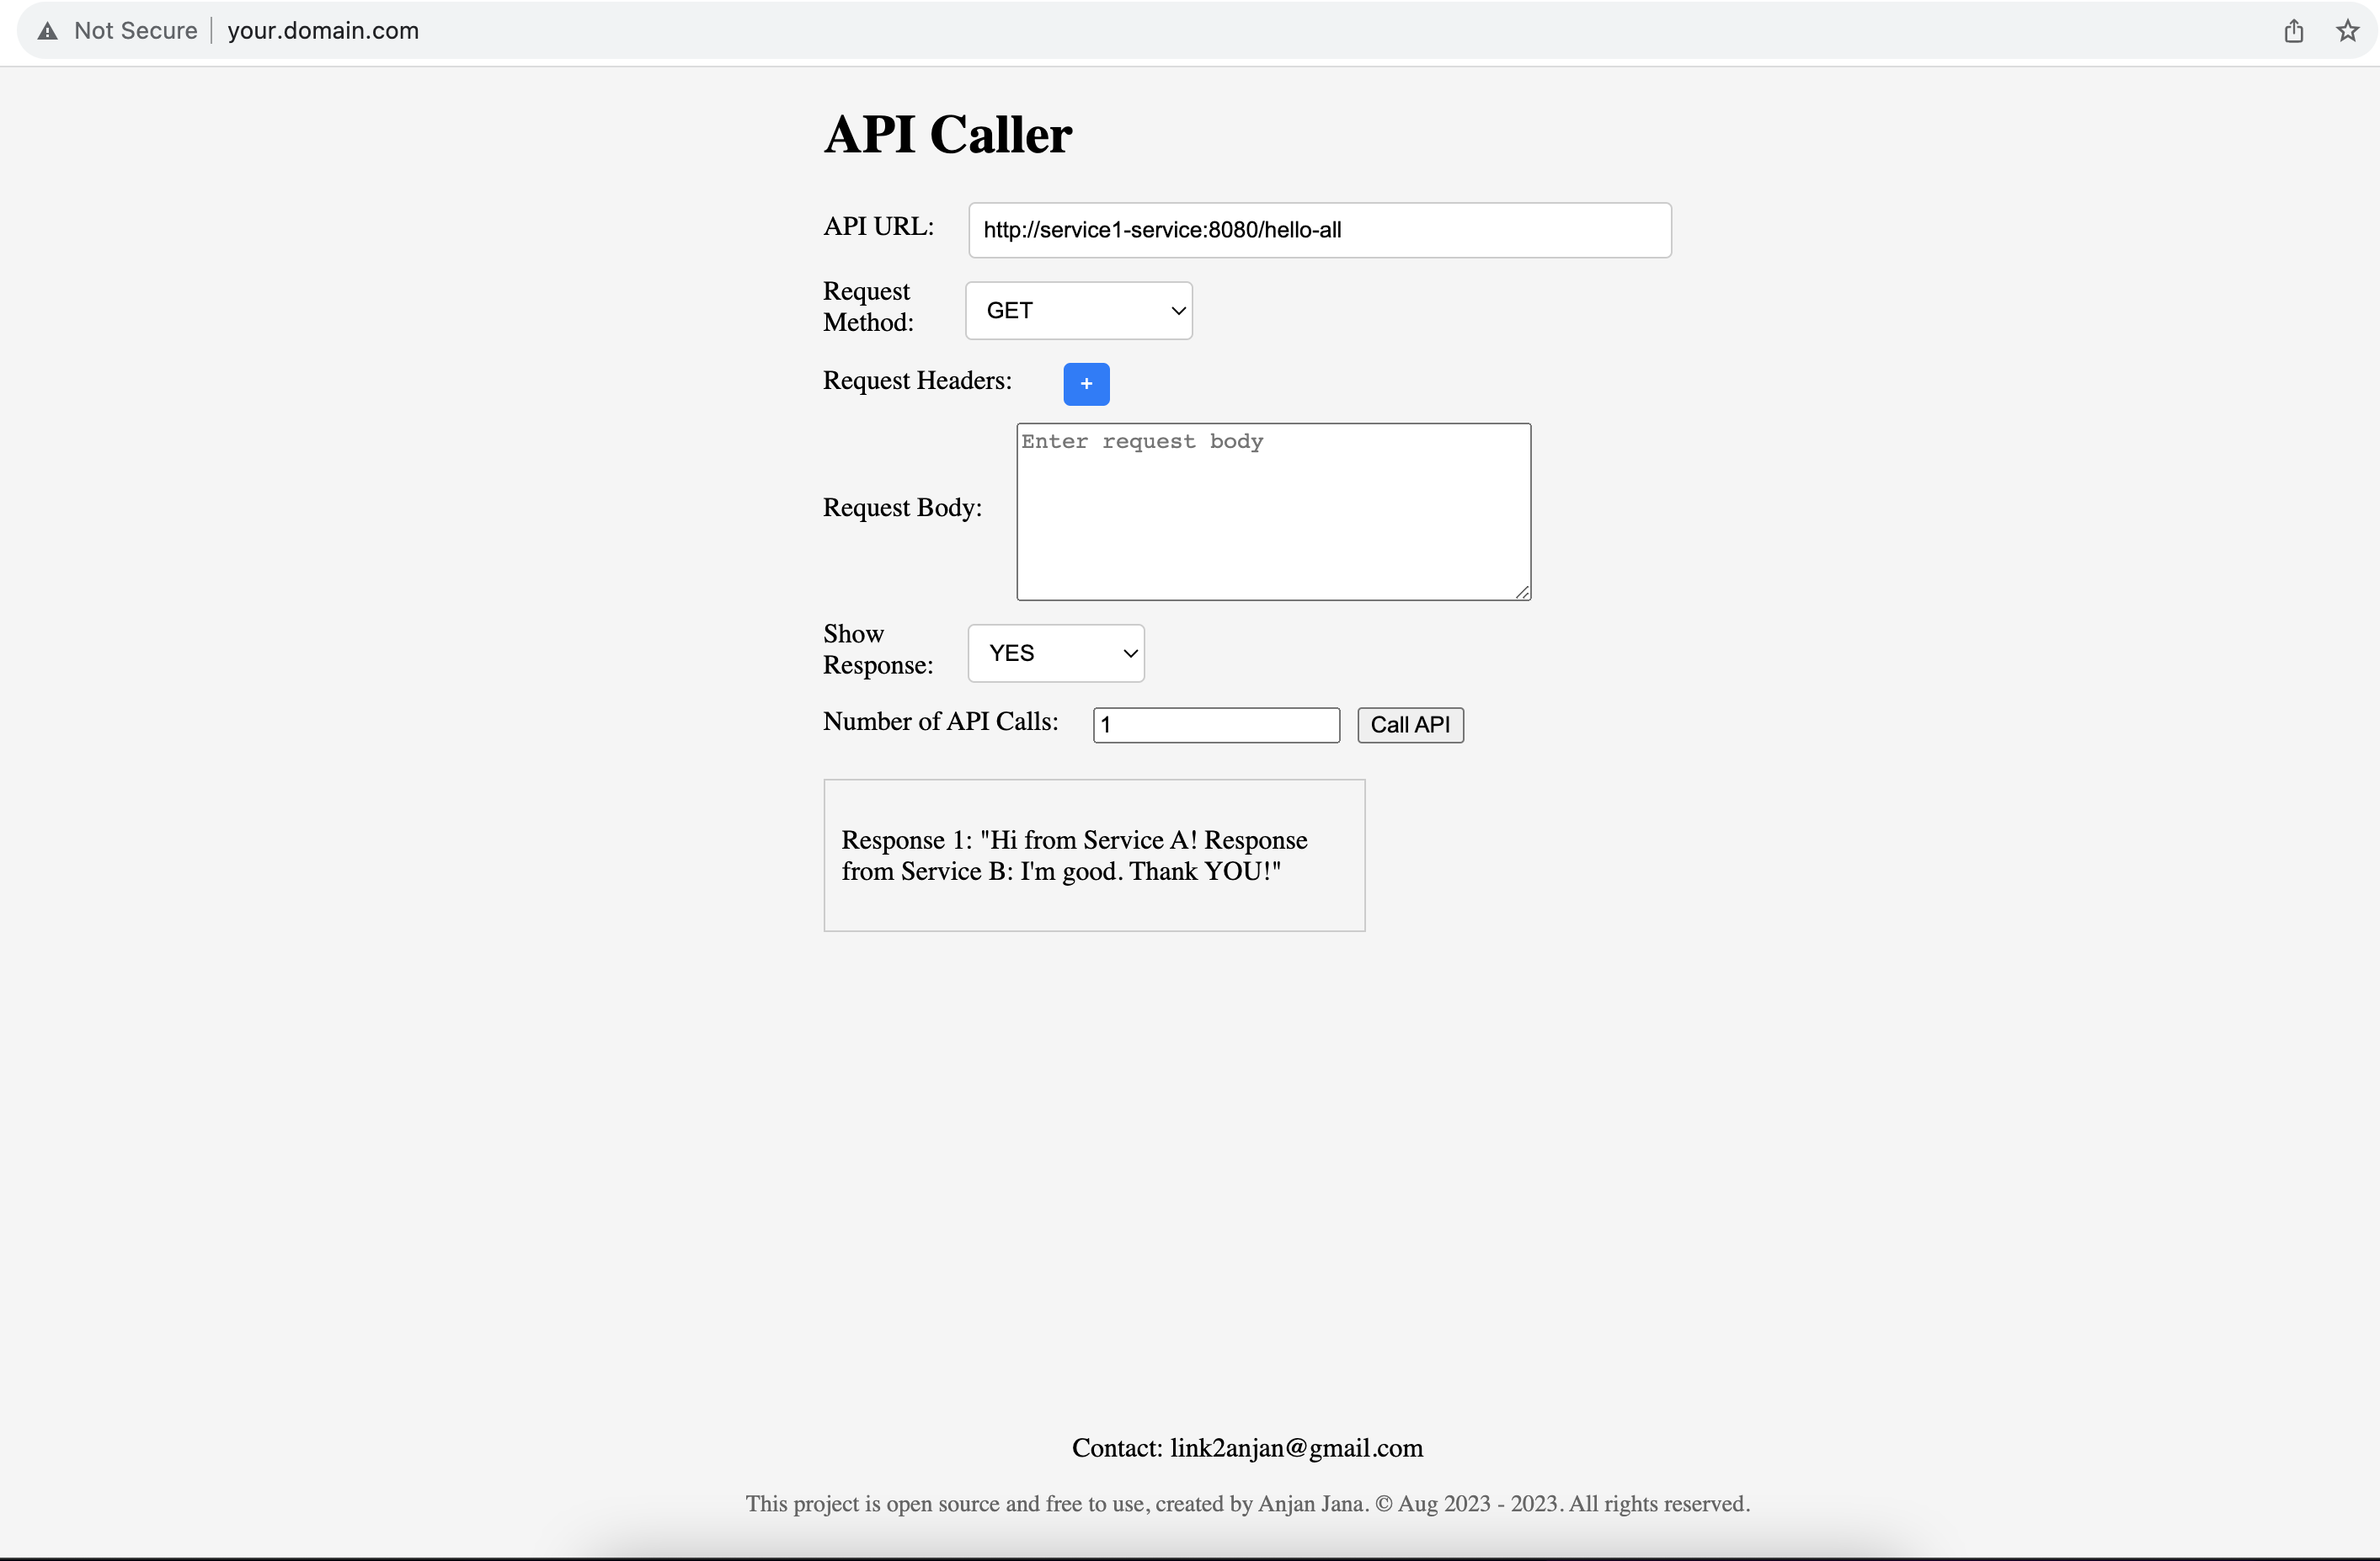 Not Secure | your.domain.com
API Caller
API URL: http://service1-service:8080/hello-all
Request
Method: GET
Request Headers: +
Enter request body
Request Body:
Show
Response: YES
Number of API Calls: 1 Call API
Response 1: "Hi from Service A! Response
from Service B: I'm good. Thank YOU!"
Contact: link2anjan@gmail.com
This project is open source and free to use, created by Anjan Jana. © Aug 2023 - 2023. All rights reserved.